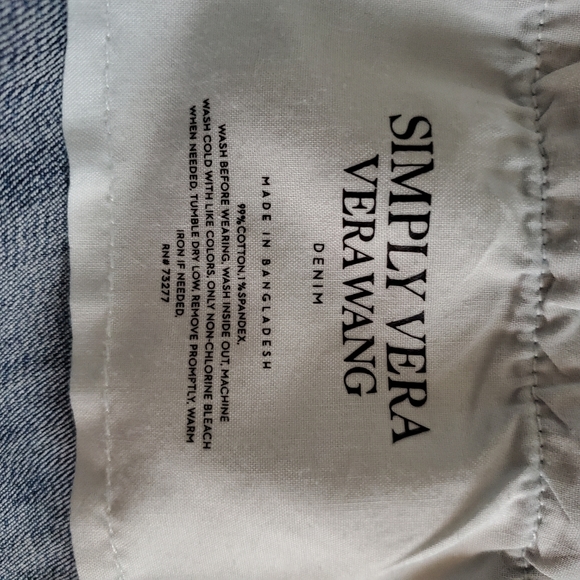 SIMPLY VERA
VERA WANG
DENIM
MADE IN BANGLADESH
99%COTTON,1%SPANDEX.
WASH BEFORE WEARING, WASH INSIDE OUT, MACHINE
WASH COLD WITH LIKE COLORS, ONLY NON-CHLORINE BLEACH
WHEN NEEDED, TUMBLE DRY LOW, REMOVE PROMPTLY, WARM
IRON IF NEEDED,
RN# 73277